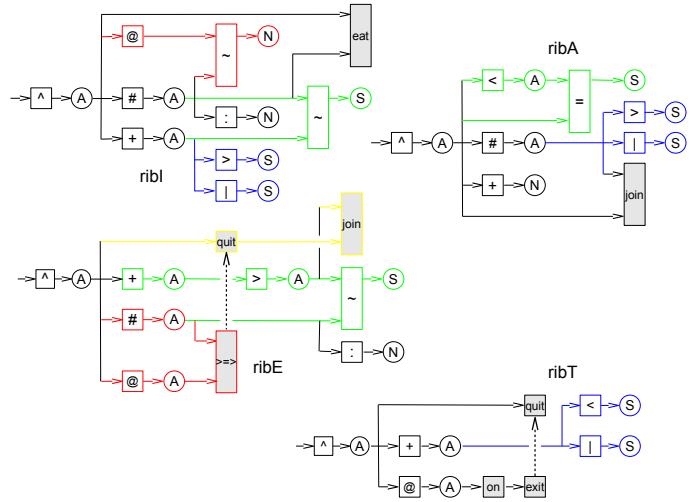 eat
@ ~ N
^ A # A ~ S
: N
+ A
> S
| S
ribI
ribA
< A = S
> S
^ A # A | S
+ N
join
quit
join
^ A + A > A ~ S
# A
: N
>=>
@ A
ribE
ribT
quit < S
^ A + A | S
@ A on exit